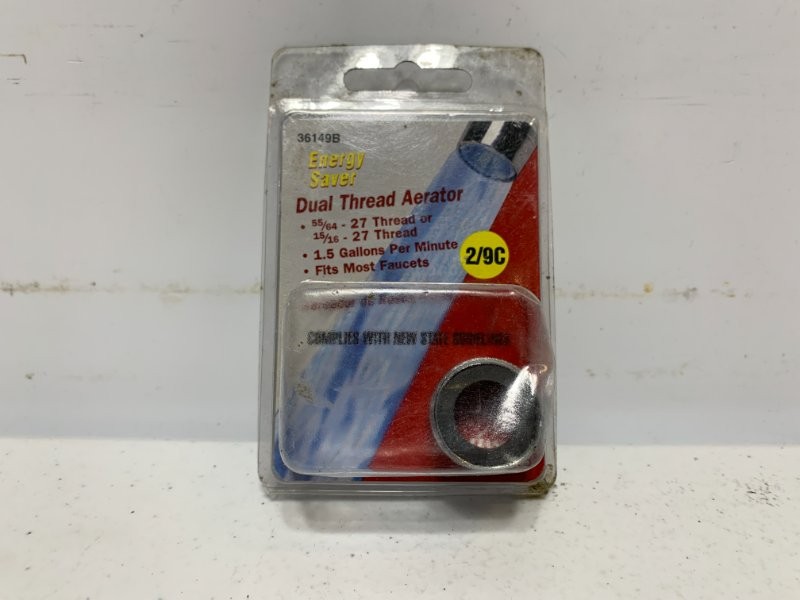 36149B
Energy
Saver
Dual Thread Aerator
• 55/64 - 27 Thread or
15/16 - 27 Thread
• 1.5 Gallons Per Minute
• Fits Most Faucets
2/9C
COMPLIES WITH NEW STATE GUIDELINES